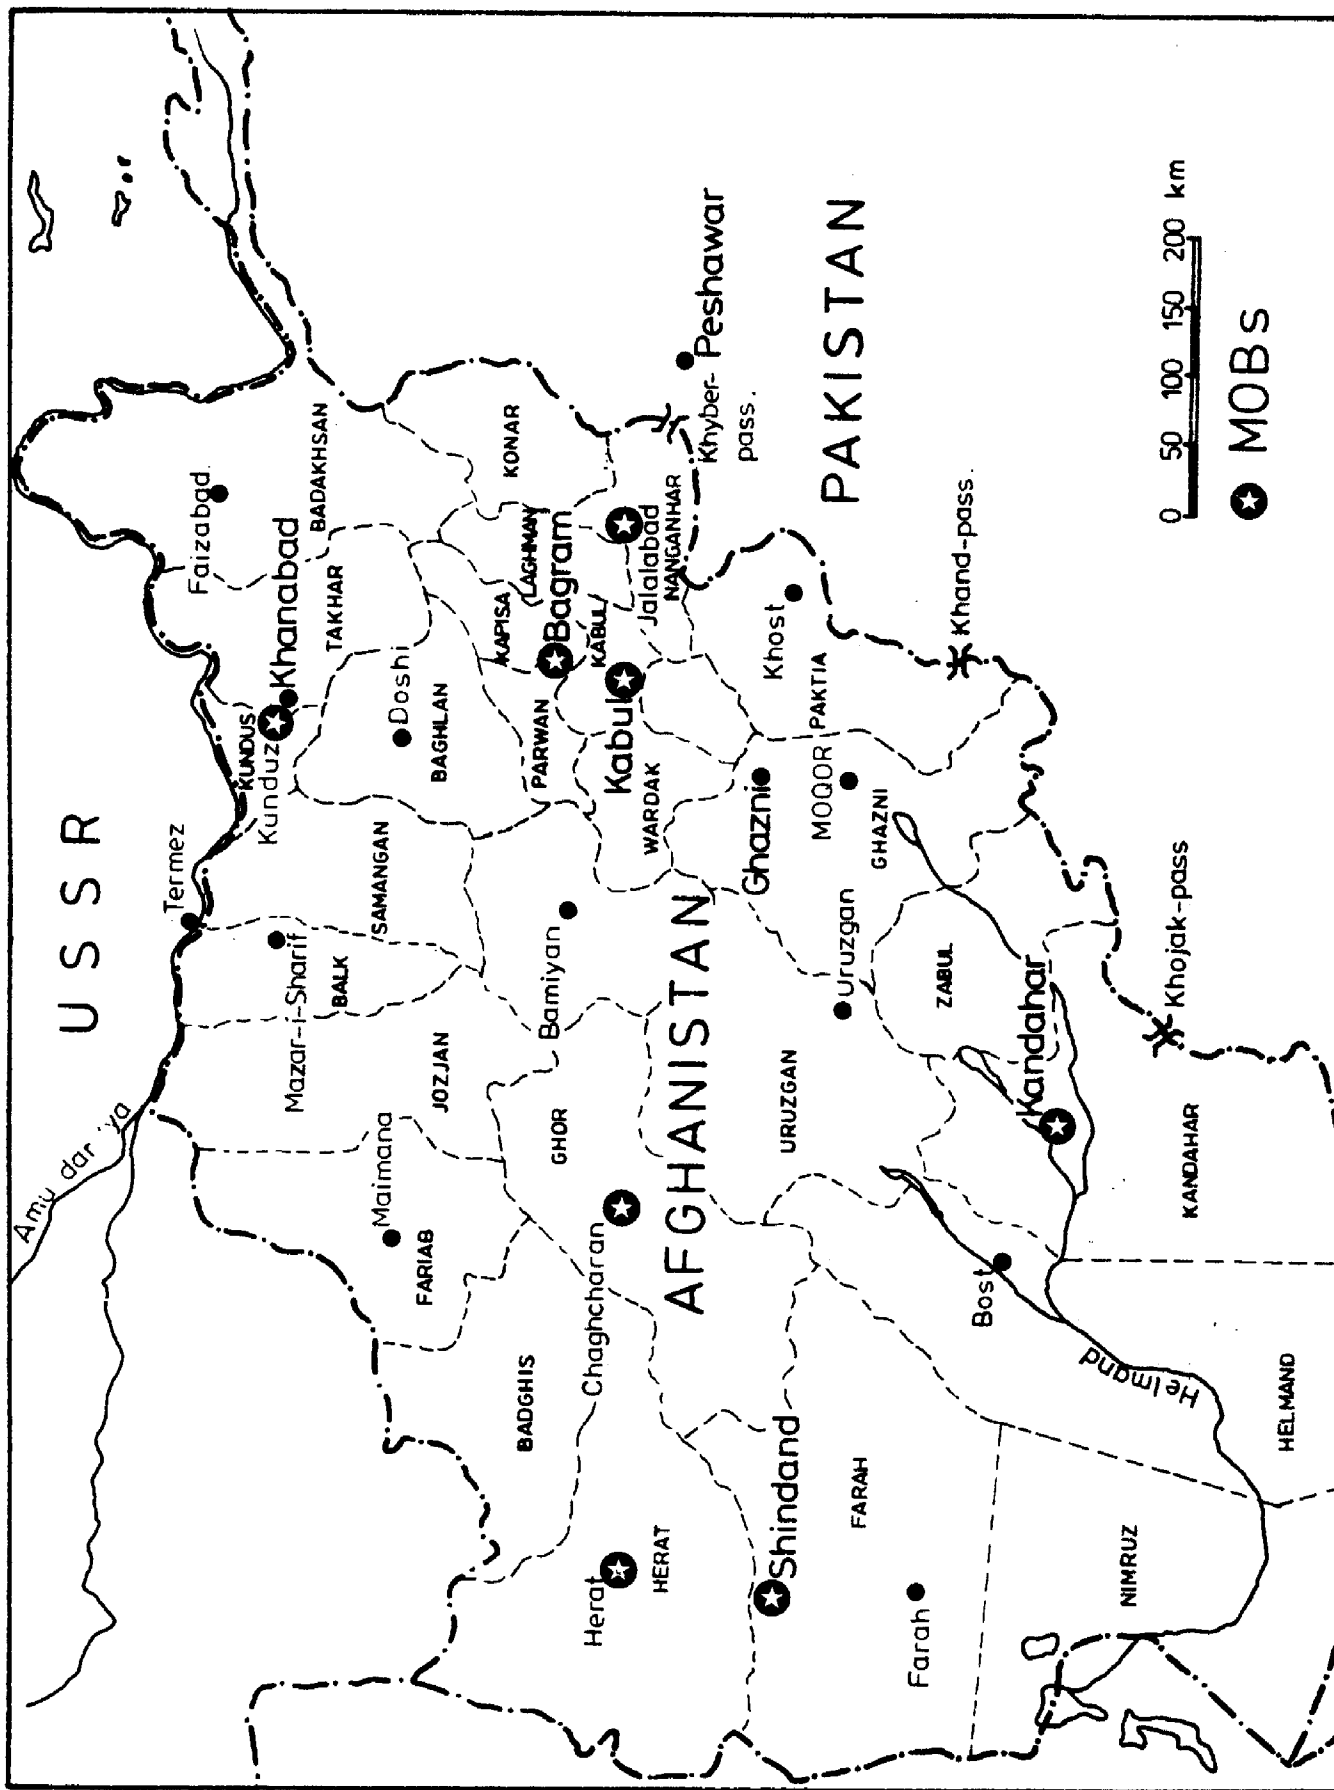 USSR
Amu dar'ya
Termez
Faizabad
BADAKHSAN
Khanabad
KUNDUS
Kunduz
TAKHAR
Mazar-i-Sharif
BALK
SAMANGAN
Doshi
BAGHLAN
JOZJAN
Maimana
FARIAB
KONAR
LAGHMAN
KAPISA
Bagram
PARWAN
KABUL
Kabul
Jalalabad
NANGANHAR
Khyber-
pass.
Peshawar
Bamiyan
WARDAK
GHOR
Chaghcharan
BADGHIS
Herat
HERAT
AFGHANISTAN
PAKISTAN
Khost
PAKTIA
Ghazni
MOQOR
GHAZNI
Khand-pass.
Uruzgan
URUZGAN
ZABUL
Kandahar
Khojak-pass
KANDAHAR
Shindand
FARAH
Farah
Bost
Helmand
HELMAND
NIMRUZ
0 50 100 150 200 km
MOBs